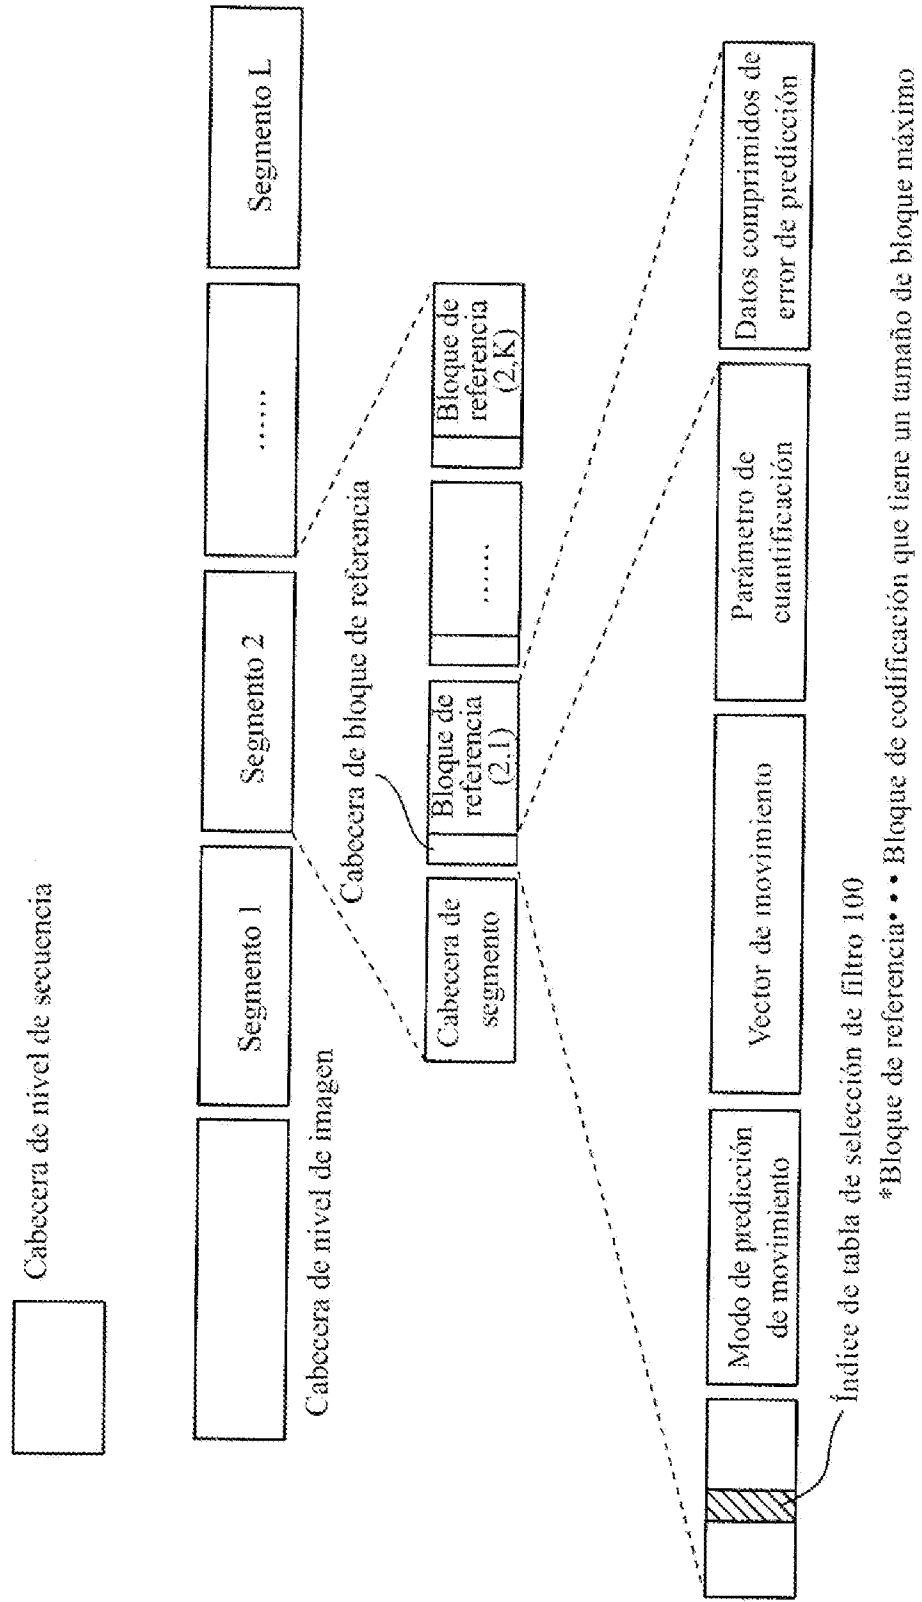 Cabecera de nivel de secuencia
Segmento 1
Segmento 2
......
Segmento L
Cabecera de nivel de imagen
Cabecera de bloque de referencia
Cabecera de
segmento
Bloque de
referencia
(2,1)
......
Bloque de
referencia
(2,K)
Modo de predicción
de movimiento
Vector de movimiento
Parámetro de
cuantificación
Datos comprimidos de
error de predicción
Índice de tabla de selección de filtro 100
*Bloque de referencia••• Bloque de codificación que tiene un tamaño de bloque máximo